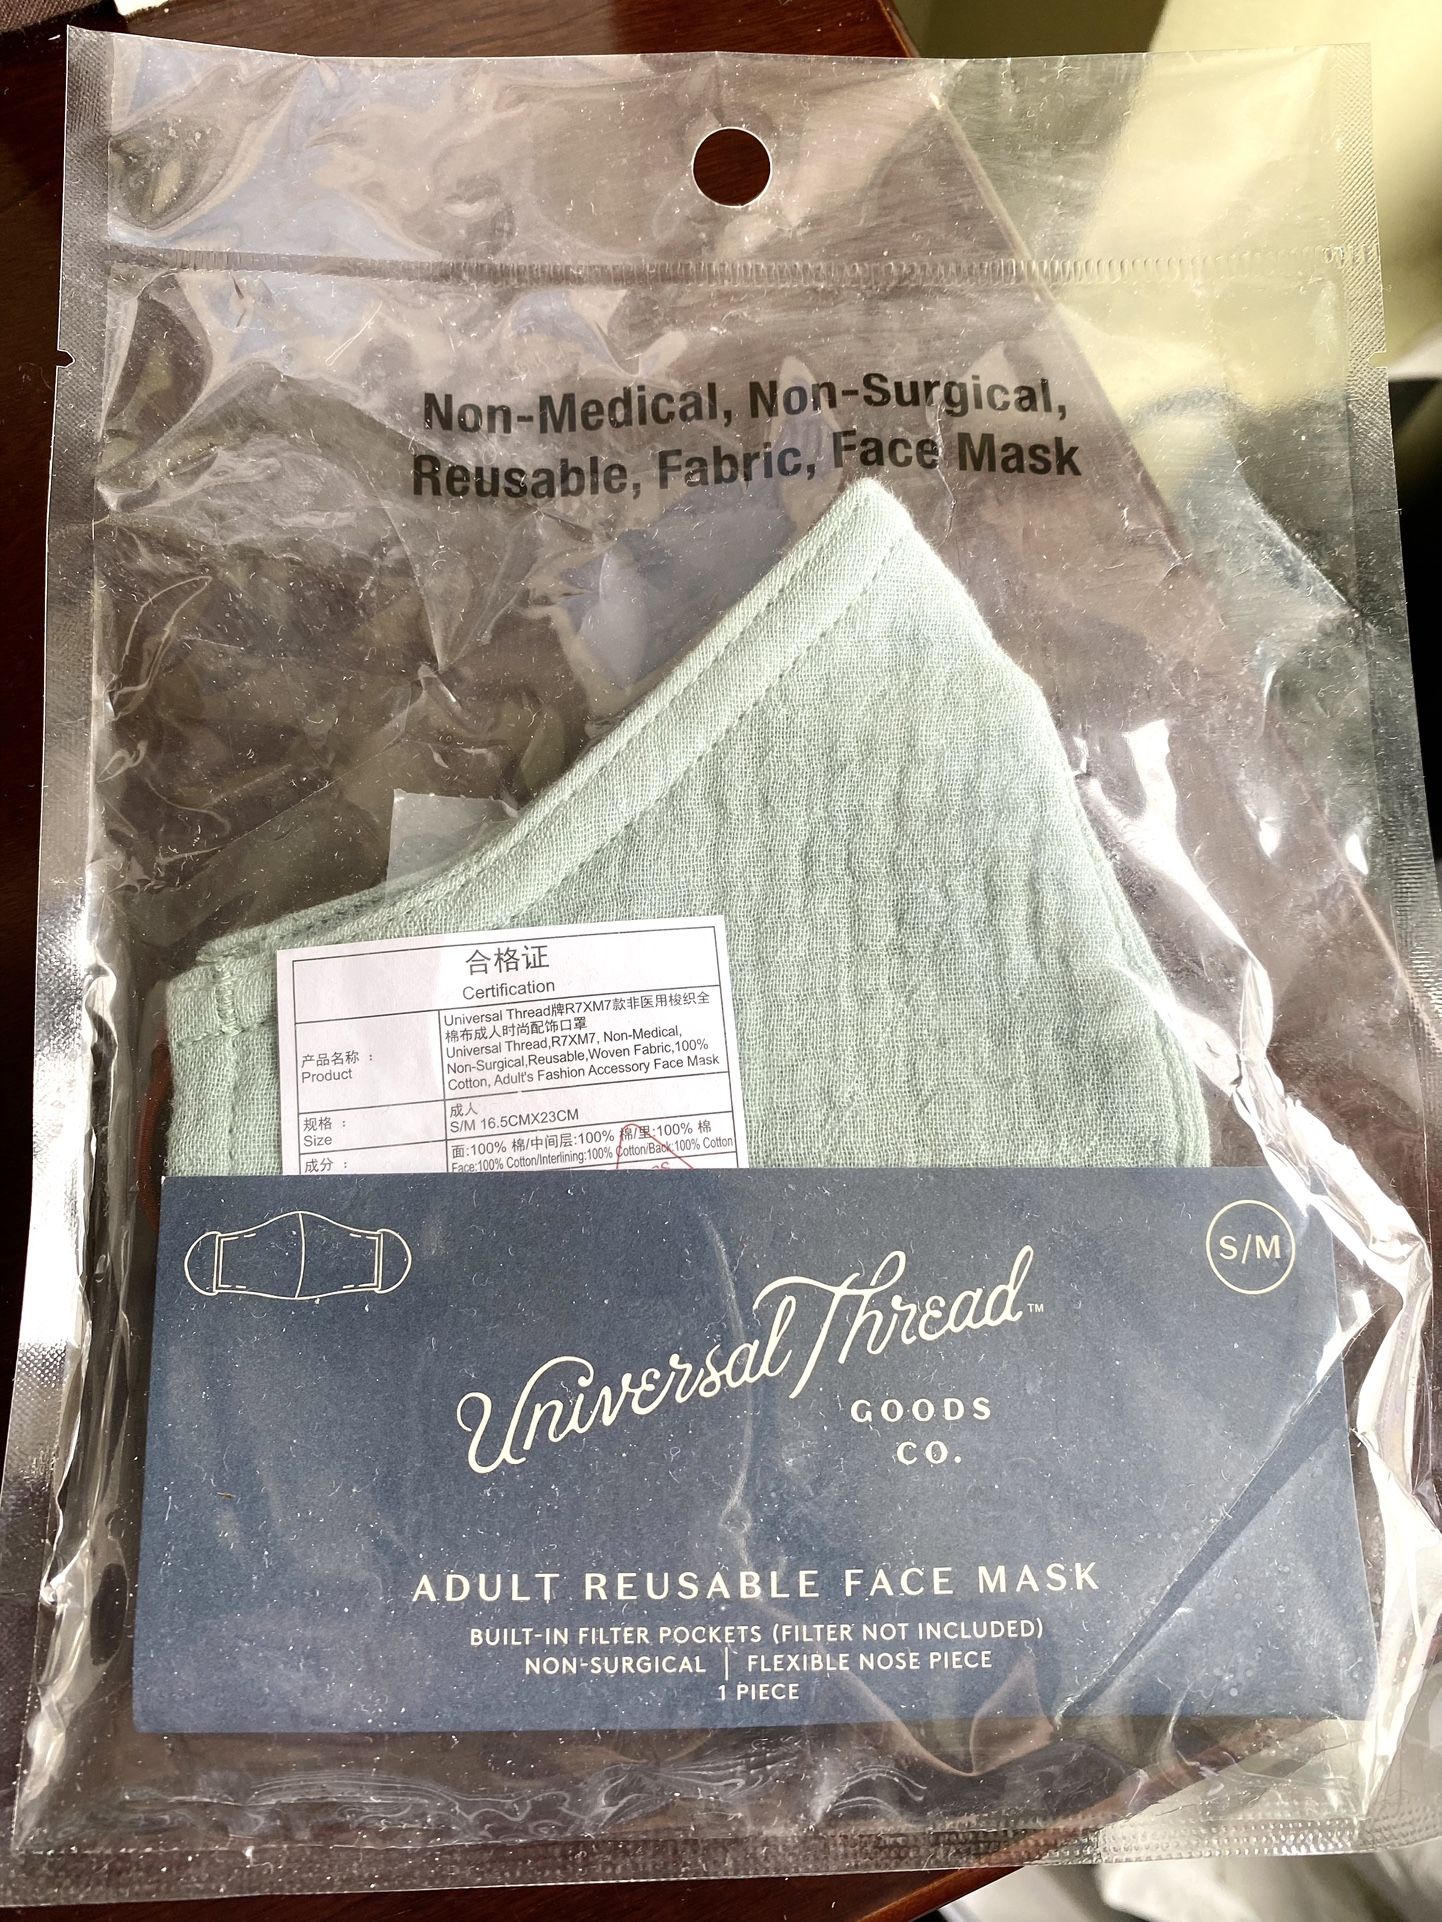 Non-Medical, Non-Surgical,
Reusable, Fabric, Face Mask
合格证
Certification
产品名称 :
Product
Universal Thread牌R7XM7款非医用梭织全
棉布成人时尚配饰口罩
Universal Thread,R7XM7, Non-Medical,
Non-Surgical,Reusable,Woven Fabric,100%
Cotton, Adult's Fashion Accessory Face Mask
规格 :
Size
成人
S/M 16.5CMX23CM
成分 :
面:100% 棉/中间层:100% 棉/里:100% 棉
Face:100% Cotton/Interlining:100% Cotton/Back:100% Cotton
S/M
Universal Thread™
GOODS
CO.
ADULT REUSABLE FACE MASK
BUILT-IN FILTER POCKETS (FILTER NOT INCLUDED)
NON-SURGICAL | FLEXIBLE NOSE PIECE
1 PIECE